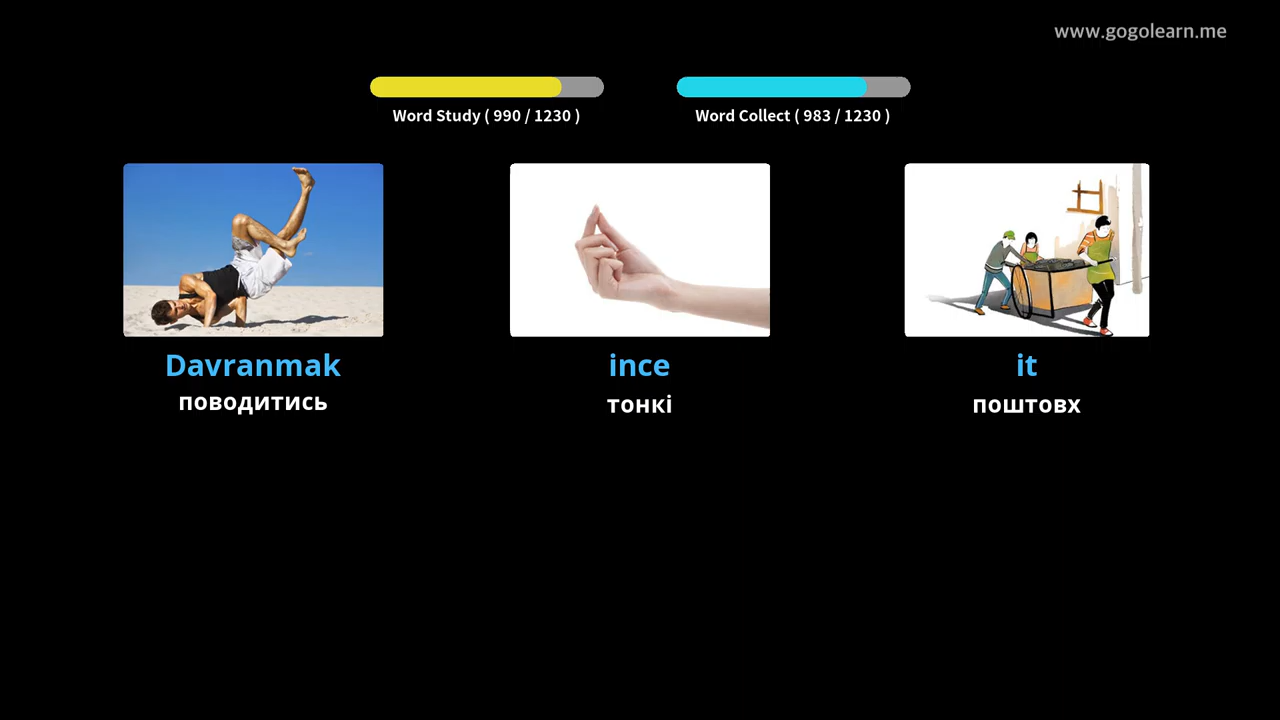 www.gogolearn.me
Word Study ( 990 / 1230 )
Word Collect ( 983 / 1230 )
Davranmak
поводитись
ince
тонкі
it
поштовх